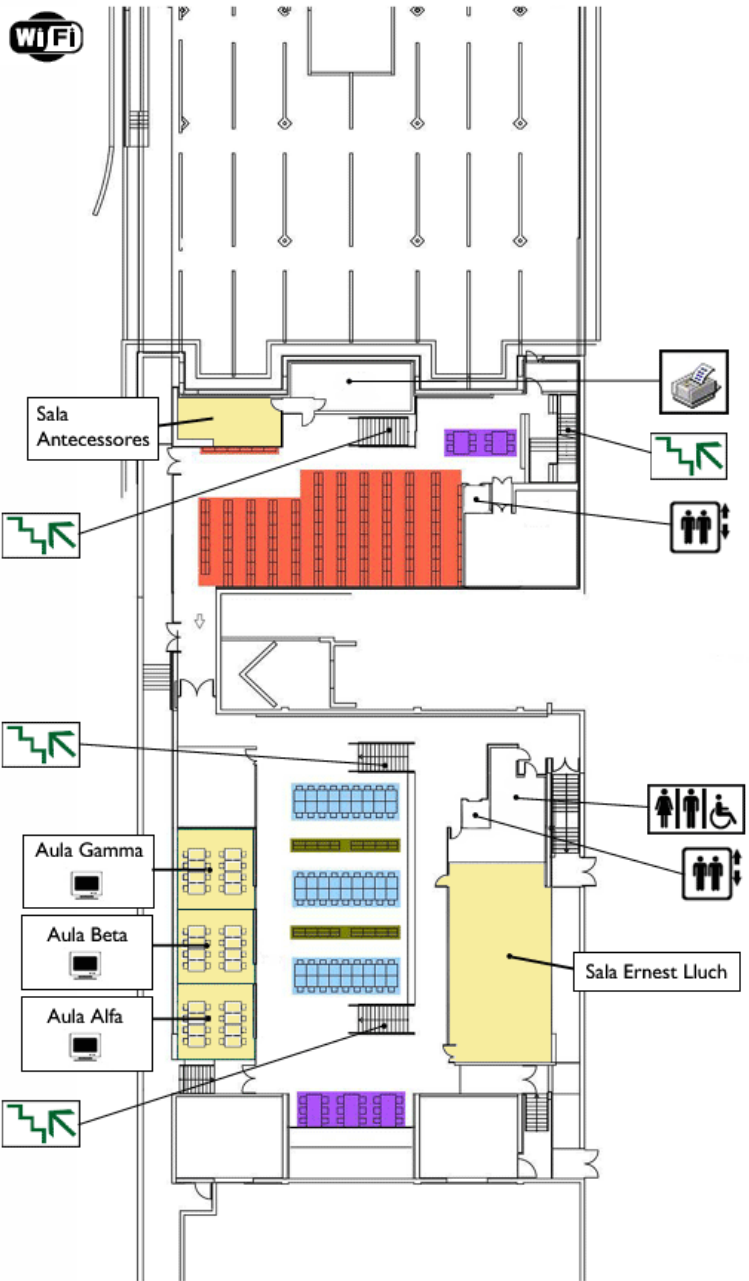 WiFi
Sala
Antecessores
Aula Gamma
Aula Beta
Sala Ernest Lluch
Aula Alfa